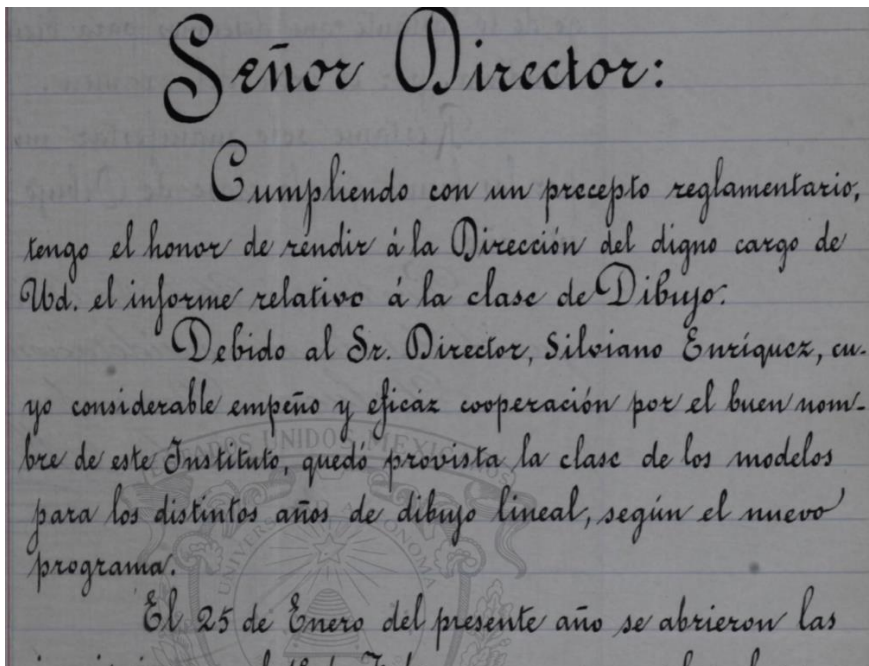 Señor Director:
Cumpliendo con un precepto reglamentario,
tengo el honor de rendir á la Dirección del digno cargo de
Ud. el informe relativo á la clase de Dibujo.
Debido al Sr. Director, Silviano Enríquez, cu-
yo considerable empeño y eficáz cooperación por el buen nom-
bre de este Instituto, quedó provista la clase de los modelos
para los distintos años de dibujo lineal, según el nuevo
programa.
El 25 de Enero del presente año se abrieron las